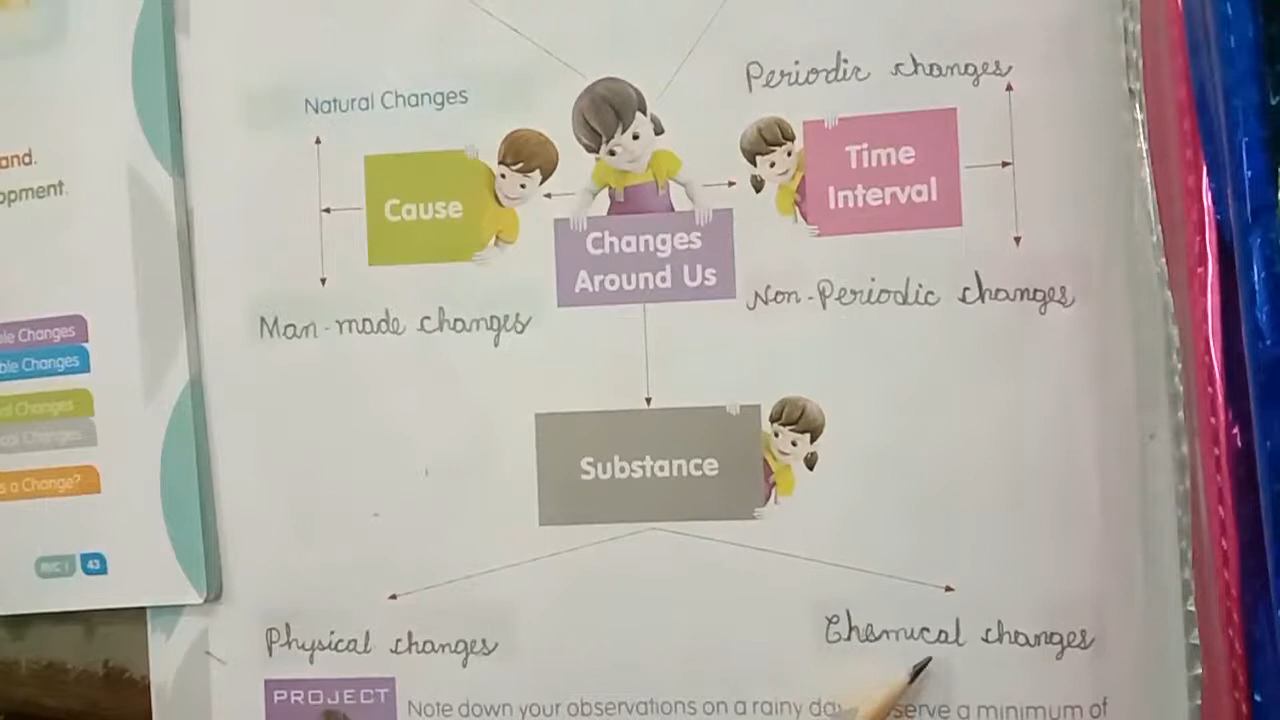 and.
opment.
Changes
Changes
Changes
Changes
s a Change?
43
Natural Changes
Periodic changes
Cause
Time
Interval
Changes
Around Us
Man-made changes
Non-Periodic changes
Substance
Physical changes
Chemical changes
PROJECT
Note down your observations on a rainy day
serve a minimum of